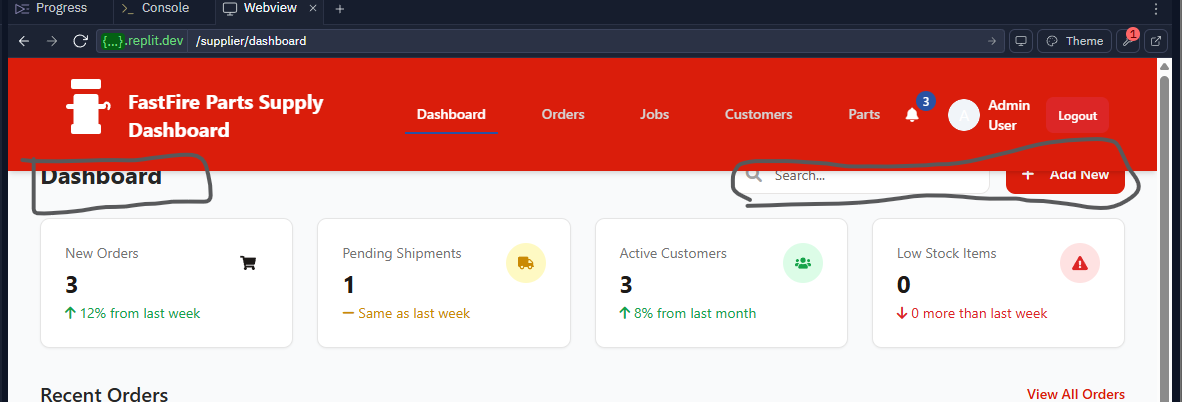 Progress Console Webview
{...}.replit.dev /supplier/dashboard Theme 1
FastFire Parts Supply
Dashboard
Dashboard Orders Jobs Customers Parts 3 A Admin
User Logout
Dashboard Search... Add New
New Orders
3
12% from last week
Pending Shipments
1
Same as last week
Active Customers
3
8% from last month
Low Stock Items
0
0 more than last week
Recent Orders View All Orders